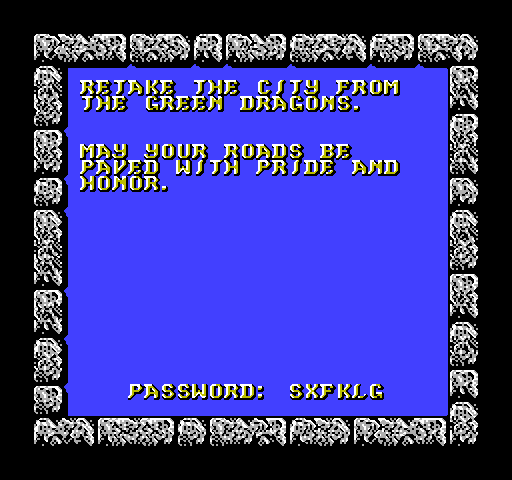 RETAKE THE CITY FROM
THE GREEN DRAGONS.
MAY YOUR ROADS BE
PAVED WITH PRIDE AND
HONOR.
PASSWORD: SXFKLG